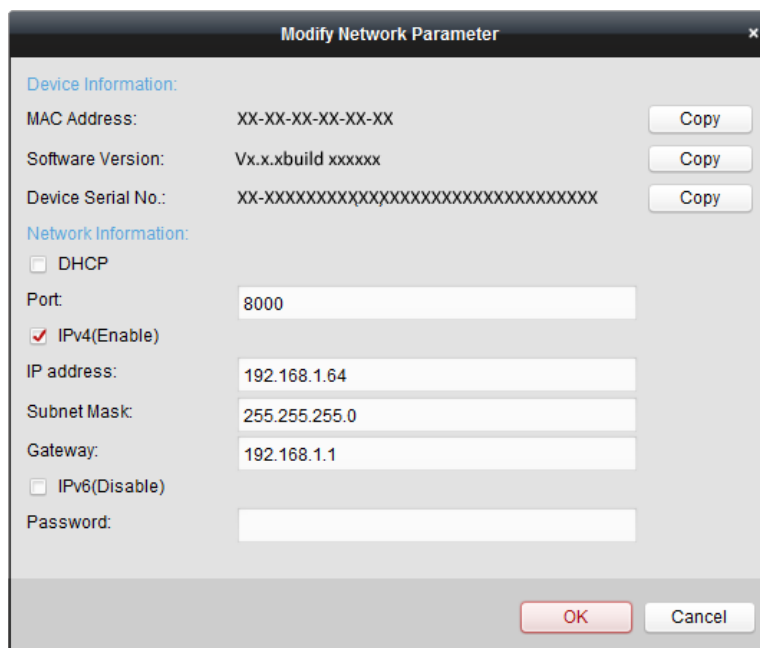 Modify Network Parameter ×
Device Information:
MAC Address: XX-XX-XX-XX-XX-XX Copy
Software Version: Vx.x.xbuild xxxxxx Copy
Device Serial No.: XX-XXXXXXXXXXXXXXXXXXXXXXXXXXXXXXXX Copy
Network Information:
DHCP
Port: 8000
IPv4(Enable)
IP address: 192.168.1.64
Subnet Mask: 255.255.255.0
Gateway: 192.168.1.1
IPv6(Disable)
Password:
OK Cancel